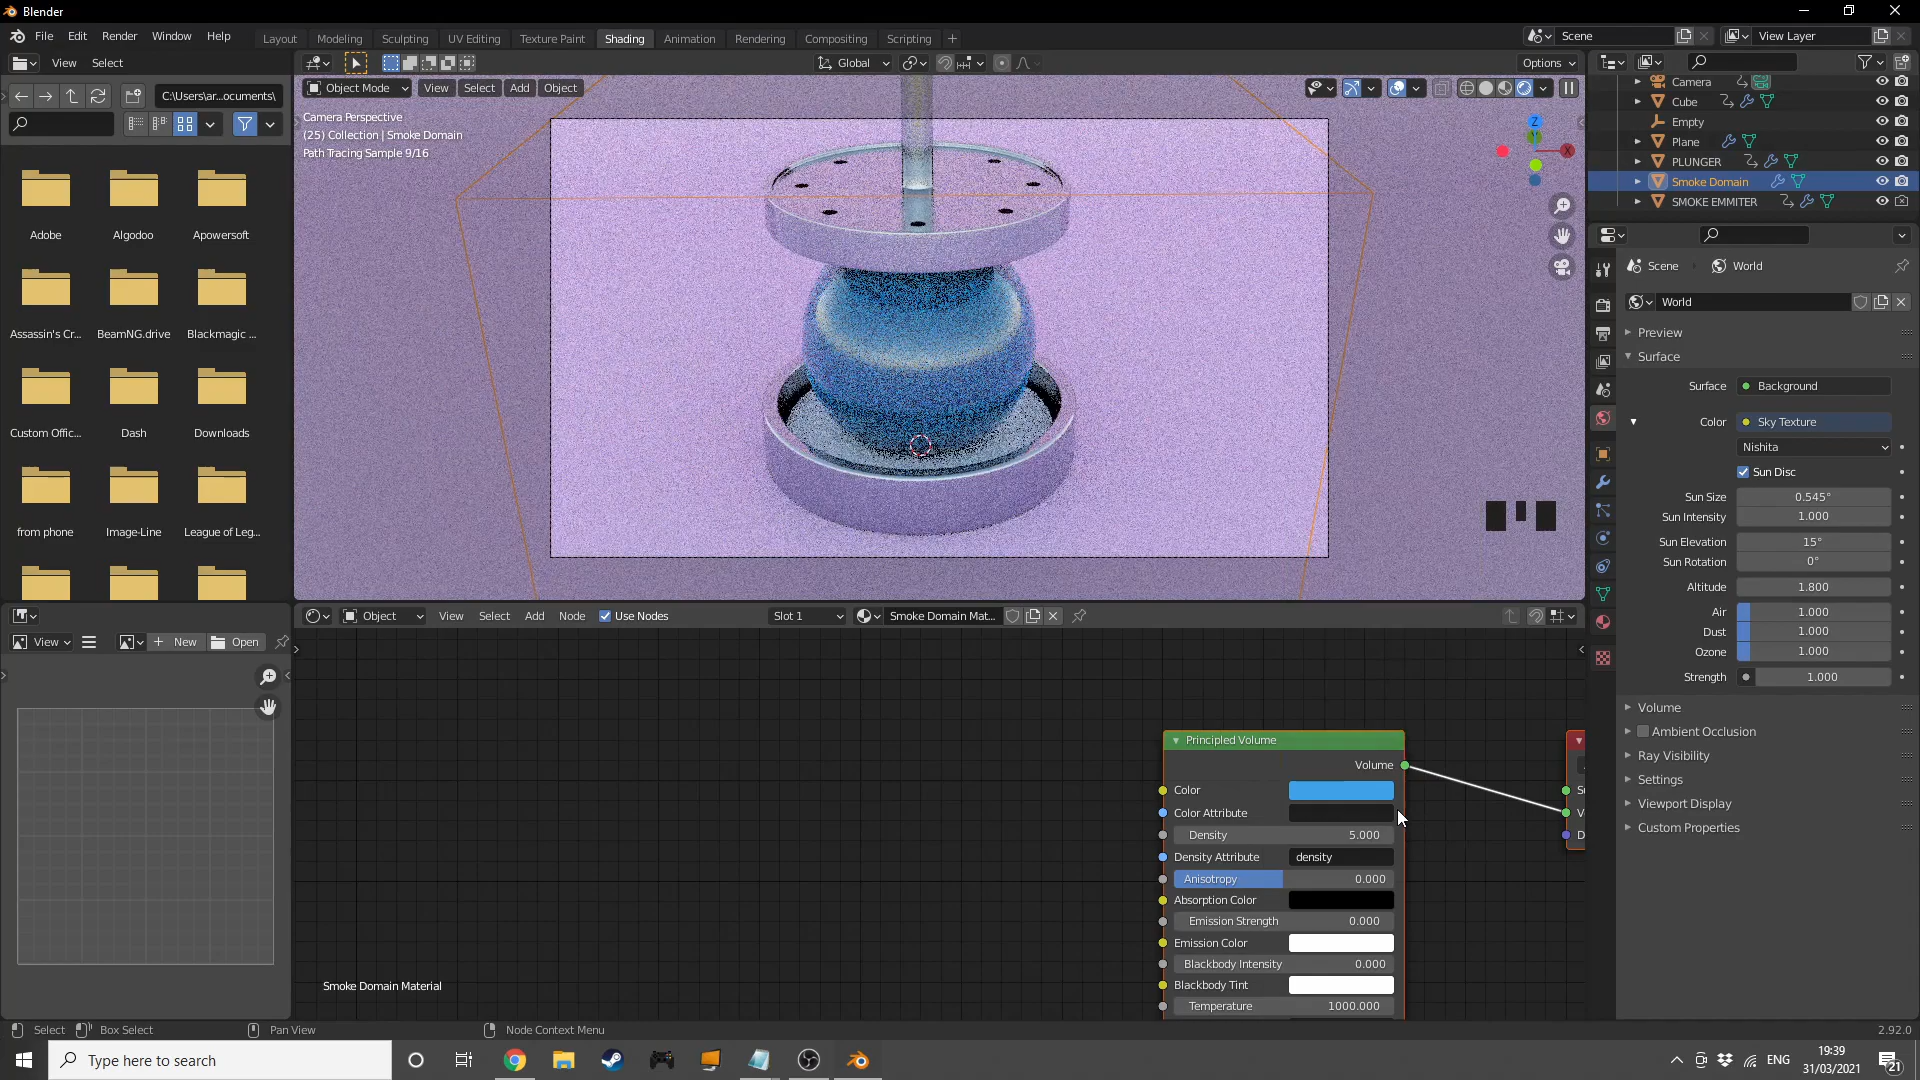 Blender
File Edit Render Window Help
Layout Modeling Sculpting UV Editing Texture Paint Shading Animation Rendering Compositing Scripting
Scene
View Layer
View Select
Global
Options
C:\Users\ar...ocuments\
Object Mode View Select Add Object
Camera Perspective
(25) Collection | Smoke Domain
Path Tracing Sample 9/16
Z
X
Camera
Cube
Empty
Plane
PLUNGER
Smoke Domain
SMOKE EMMITER
Adobe Algodoo Apowersoft
Assassin's Cr... BeamNG.drive Blackmagic ...
Custom Offic... Dash Downloads
from phone Image-Line League of Leg...
Scene World
World
Preview
Surface
Surface Background
Color Sky Texture
Nishita
Sun Disc
Sun Size 0.545°
Sun Intensity 1.000
Sun Elevation 15°
Sun Rotation 0°
Altitude 1.800
Air 1.000
Dust 1.000
Ozone 1.000
Strength 1.000
Volume
Ambient Occlusion
Ray Visibility
Settings
Viewport Display
Custom Properties
Object View Select Add Node Use Nodes Slot 1 Smoke Domain Mat...
View New Open
Principled Volume
Volume
Color
Color Attribute
Density 5.000
Density Attribute density
Anisotropy 0.000
Absorption Color
Emission Strength 0.000
Emission Color
Blackbody Intensity 0.000
Blackbody Tint
Temperature 1000.000
Smoke Domain Material
Select Box Select Pan View Node Context Menu 2.92.0
Type here to search
ENG
19:39
31/03/2021
21